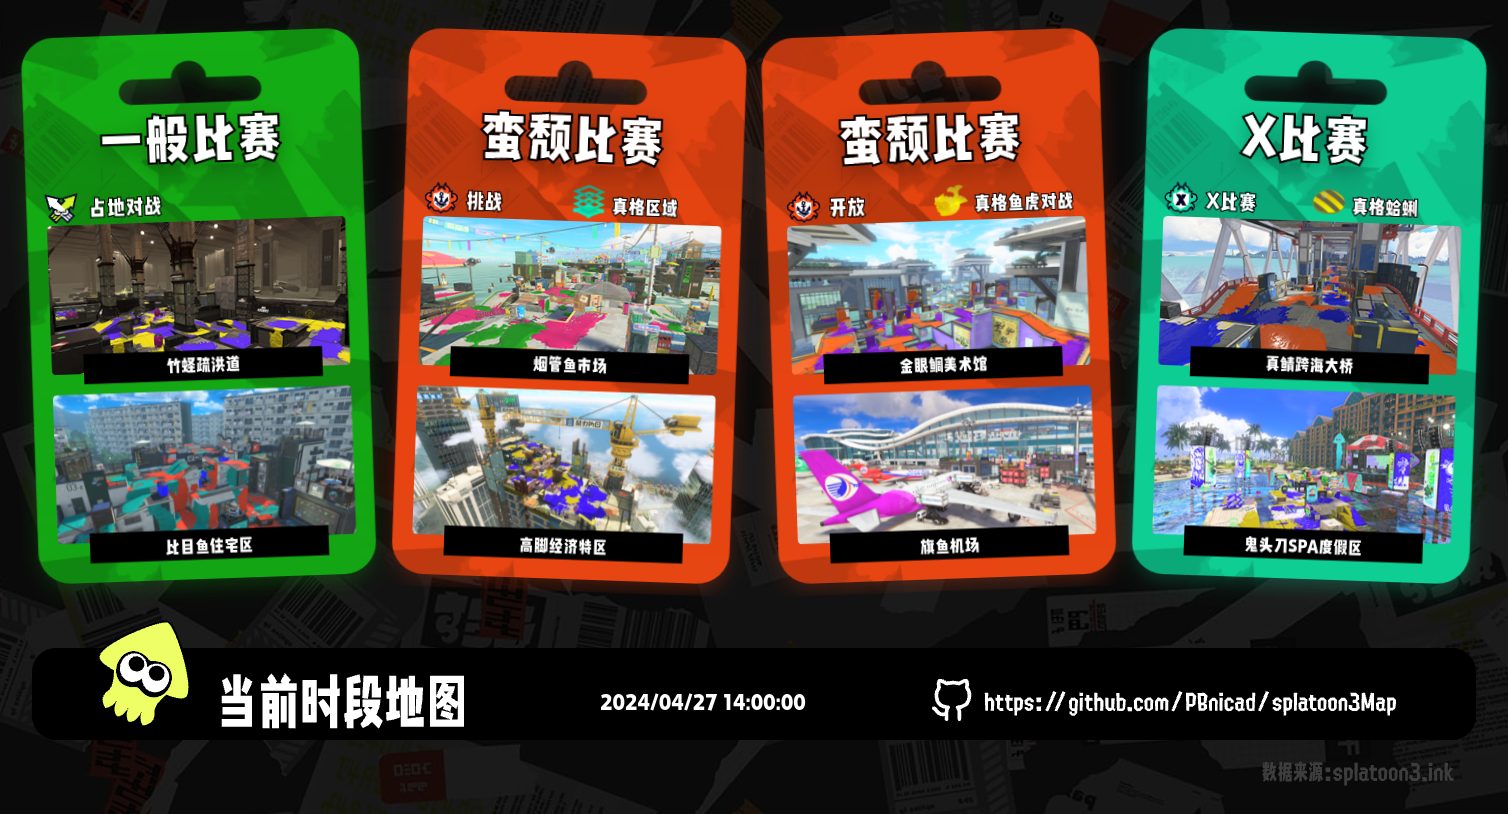 一般比赛
占地对战
竹蛏疏洪道
比目鱼住宅区
蛮颓比赛
挑战
真格区域
烟管鱼市场
高脚经济特区
蛮颓比赛
开放
真格鱼虎对战
金眼鲷美术馆
旗鱼机场
X比赛
X比赛
真格蛤蜊
真鲭跨海大桥
鬼头刀SPA度假区
当前时段地图
2024/04/27 14:00:00
https://github.com/PBnicad/splatoon3Map
数据来源:splatoon3.ink